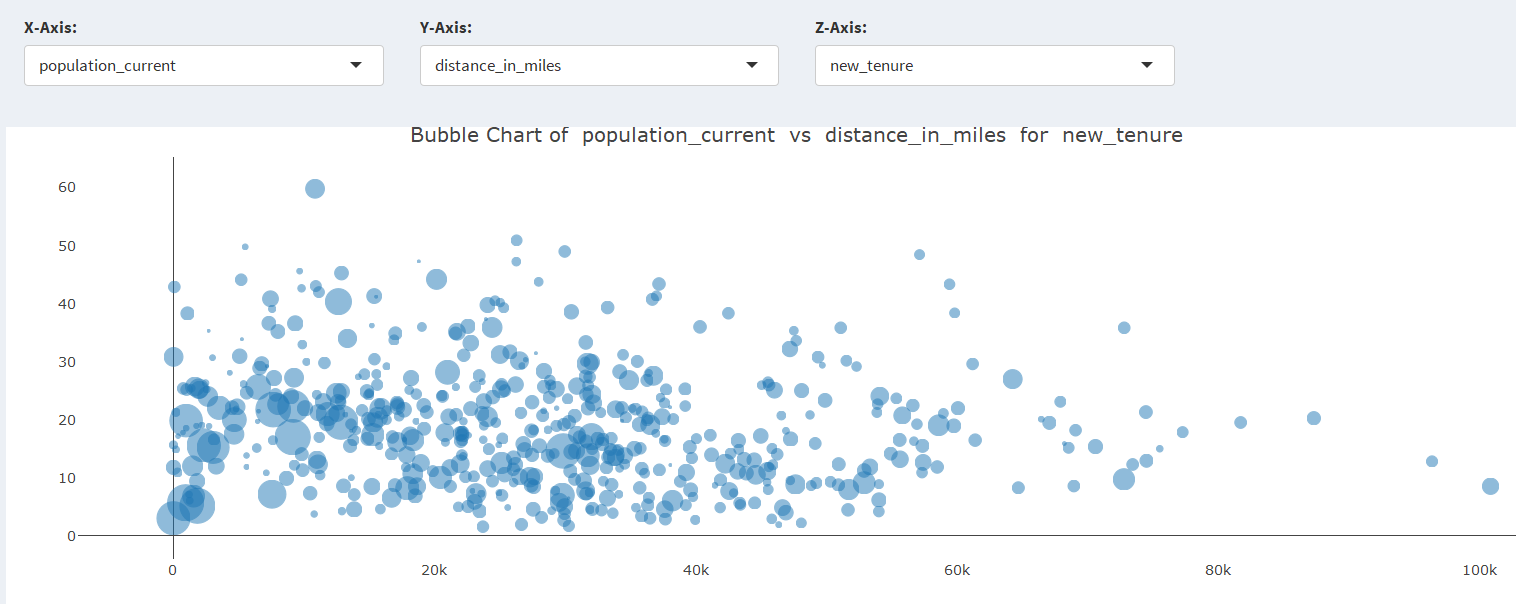 X-Axis: Y-Axis: Z-Axis:
population_current distance_in_miles new_tenure
Bubble Chart of population_current vs distance_in_miles for new_tenure
60
50
40
30
20
10
0
0 20k 40k 60k 80k 100k